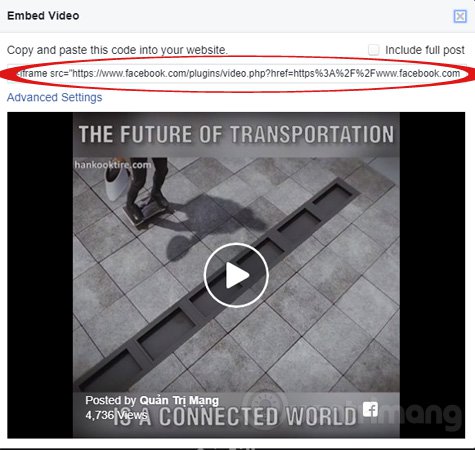 Embed Video
Copy and paste this code into your website.
Include full post
iframe src="https://www.facebook.com/plugins/video.php?href=https%3A%2F%2Fwww.facebook.com
Advanced Settings
THE FUTURE OF TRANSPORTATION
hankooktire.com
Posted by Quản Trị Mạng
4,736 Views
IS A CONNECTED WORLD